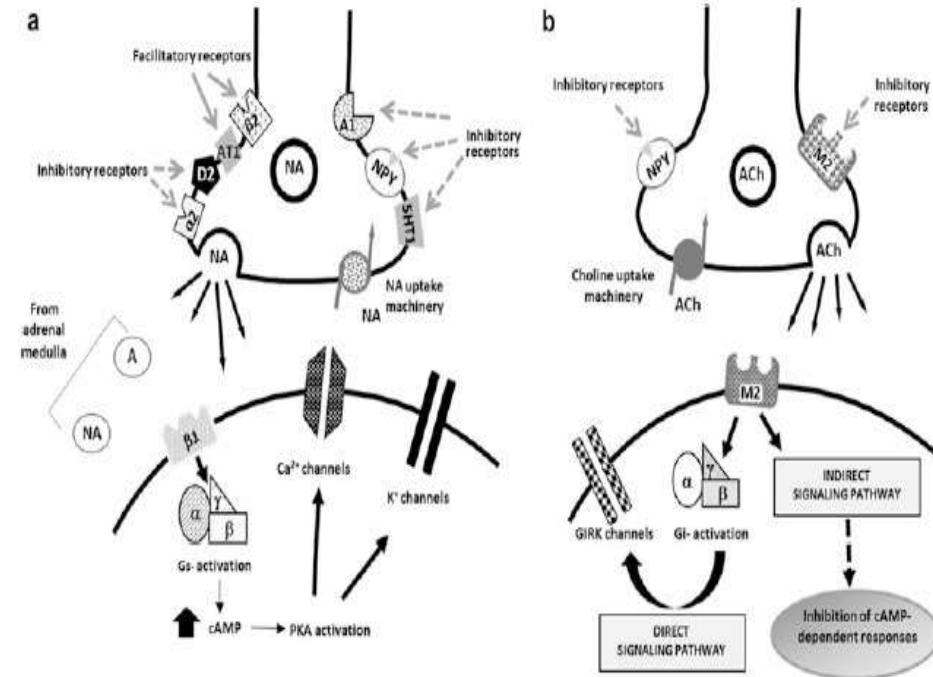 a
Facilitatory receptors
β2
AT1
D2
Inhibitory receptors
α2
NA
A1
NPY
5HT1
Inhibitory
receptors
NA
NA uptake
machinery
NA
From
adrenal
medulla
A
NA
β1
Ca²⁺ channels
K⁺ channels
α
γ
β
Gs- activation
cAMP
PKA activation
b
Inhibitory receptors
Inhibitory
receptors
NPY
ACh
ACh
Choline uptake
machinery
ACh
M2
GIRK channels
α
γ
β
Gi- activation
INDIRECT
SIGNALING PATHWAY
DIRECT
SIGNALING PATHWAY
Inhibition of cAMP-
dependent responses